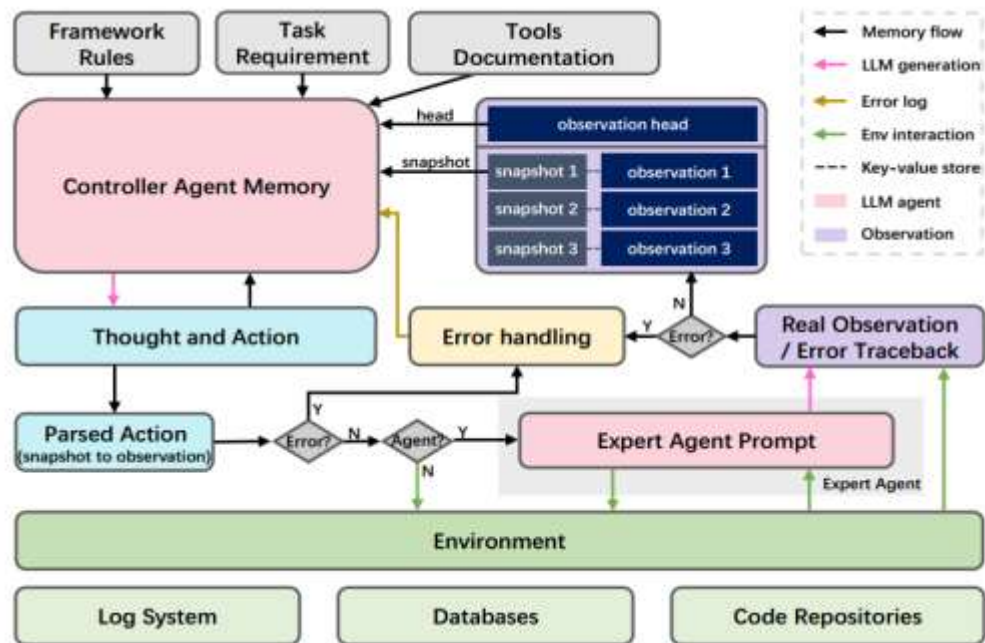 Framework
Rules
Task
Requirement
Tools
Documentation
Memory flow
LLM generation
Error log
Env interaction
Key-value store
LLM agent
Observation
head
observation head
snapshot
Controller Agent Memory
snapshot 1
observation 1
snapshot 2
observation 2
snapshot 3
observation 3
N
Thought and Action
Error handling
Y
Error?
Real Observation
/ Error Traceback
Y
Parsed Action
(snapshot to observation)
Error?
N
Agent?
Y
N
Expert Agent Prompt
Expert Agent
Environment
Log System
Databases
Code Repositories